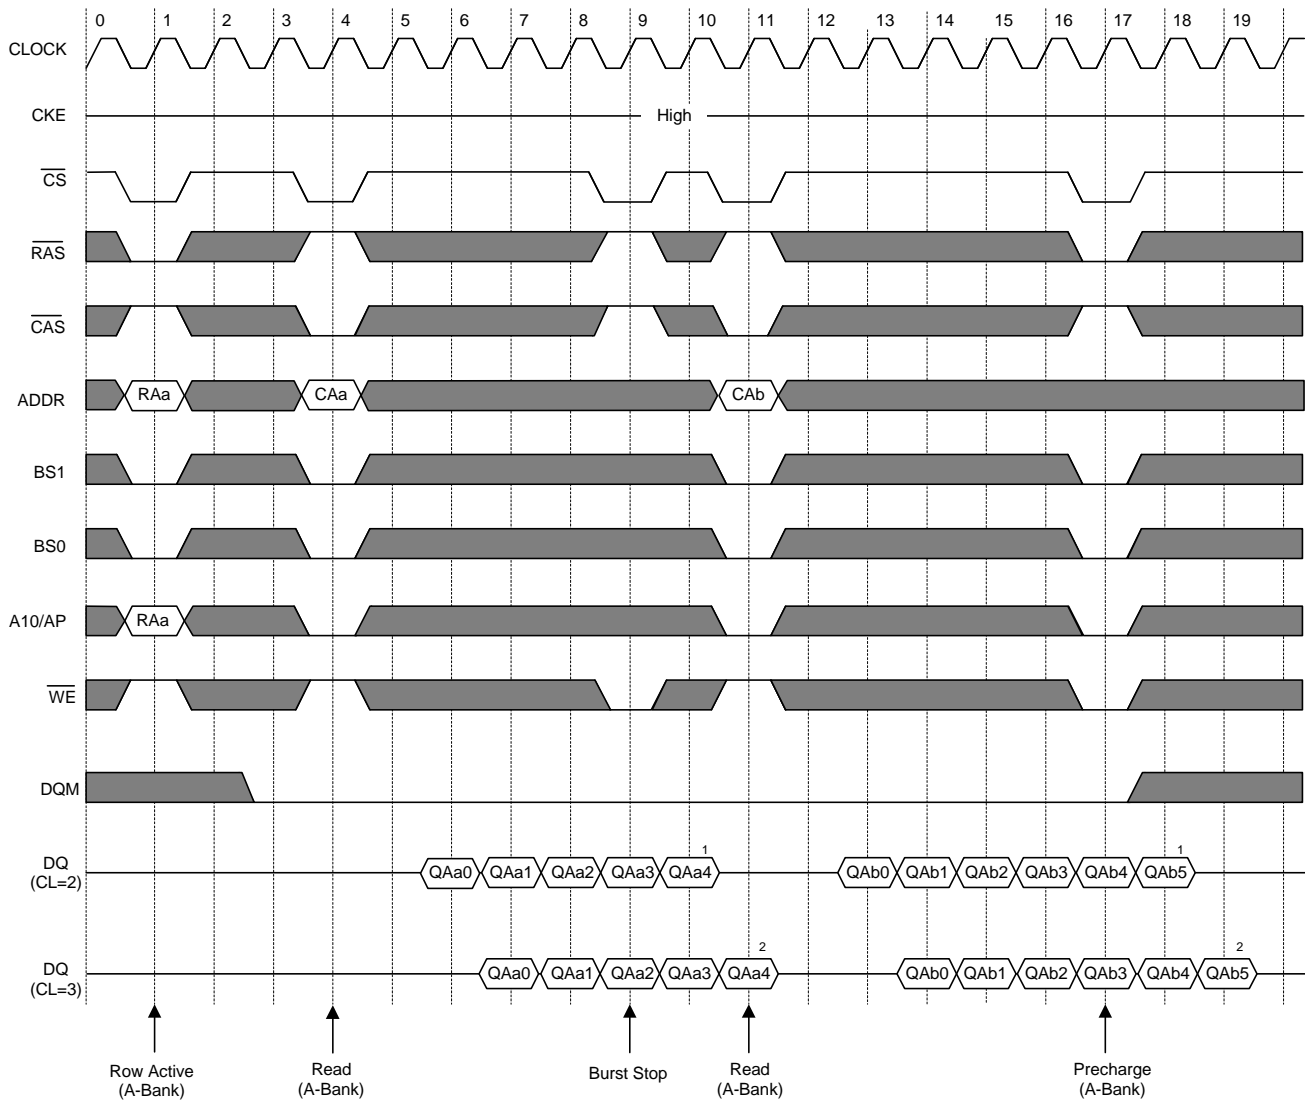 0 1 2 3 4 5 6 7 8 9 10 11 12 13 14 15 16 17 18 19
CLOCK
CKE High
CS
RAS
CAS
ADDR RAa CAa CAb
BS1
BS0
A10/AP RAa
WE
DQM
1 1
DQ
(CL=2)
QAa0 QAa1 QAa2 QAa3 QAa4 QAb0 QAb1 QAb2 QAb3 QAb4 QAb5
2 2
DQ
(CL=3)
QAa0 QAa1 QAa2 QAa3 QAa4 QAb0 QAb1 QAb2 QAb3 QAb4 QAb5
Row Active
(A-Bank)
Read
(A-Bank)
Burst Stop
Read
(A-Bank)
Precharge
(A-Bank)